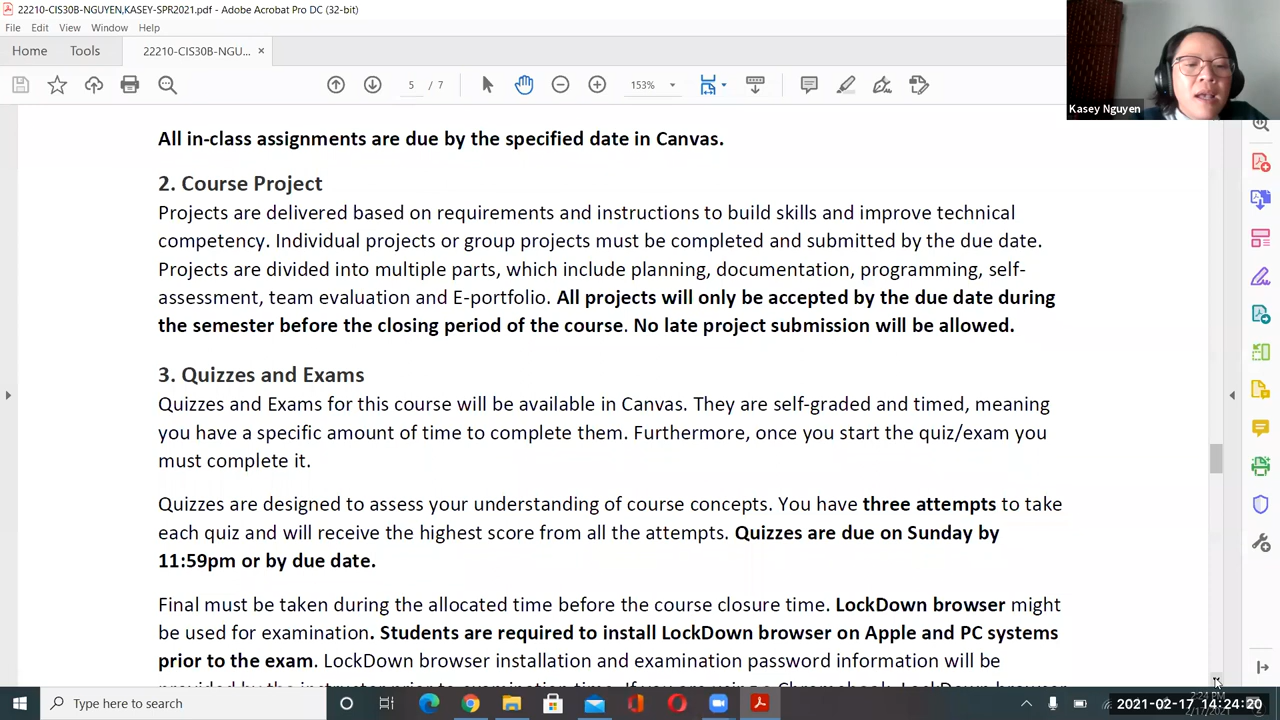 22210-CIS30B-NGUYEN,KASEY-SPR2021.pdf - Adobe Acrobat Pro DC (32-bit)
File Edit View Window Help
Home Tools 22210-CIS30B-NGU... ×
5 / 7 153%
Kasey Nguyen
All in-class assignments are due by the specified date in Canvas.
2. Course Project
Projects are delivered based on requirements and instructions to build skills and improve technical
competency. Individual projects or group projects must be completed and submitted by the due date.
Projects are divided into multiple parts, which include planning, documentation, programming, self-
assessment, team evaluation and E-portfolio. All projects will only be accepted by the due date during
the semester before the closing period of the course. No late project submission will be allowed.
3. Quizzes and Exams
Quizzes and Exams for this course will be available in Canvas. They are self-graded and timed, meaning
you have a specific amount of time to complete them. Furthermore, once you start the quiz/exam you
must complete it.
Quizzes are designed to assess your understanding of course concepts. You have three attempts to take
each quiz and will receive the highest score from all the attempts. Quizzes are due on Sunday by
11:59pm or by due date.
Final must be taken during the allocated time before the course closure time. LockDown browser might
be used for examination. Students are required to install LockDown browser on Apple and PC systems
prior to the exam. LockDown browser installation and examination password information will be
Type here to search
2:24 PM
2021-02-17 14:24:20